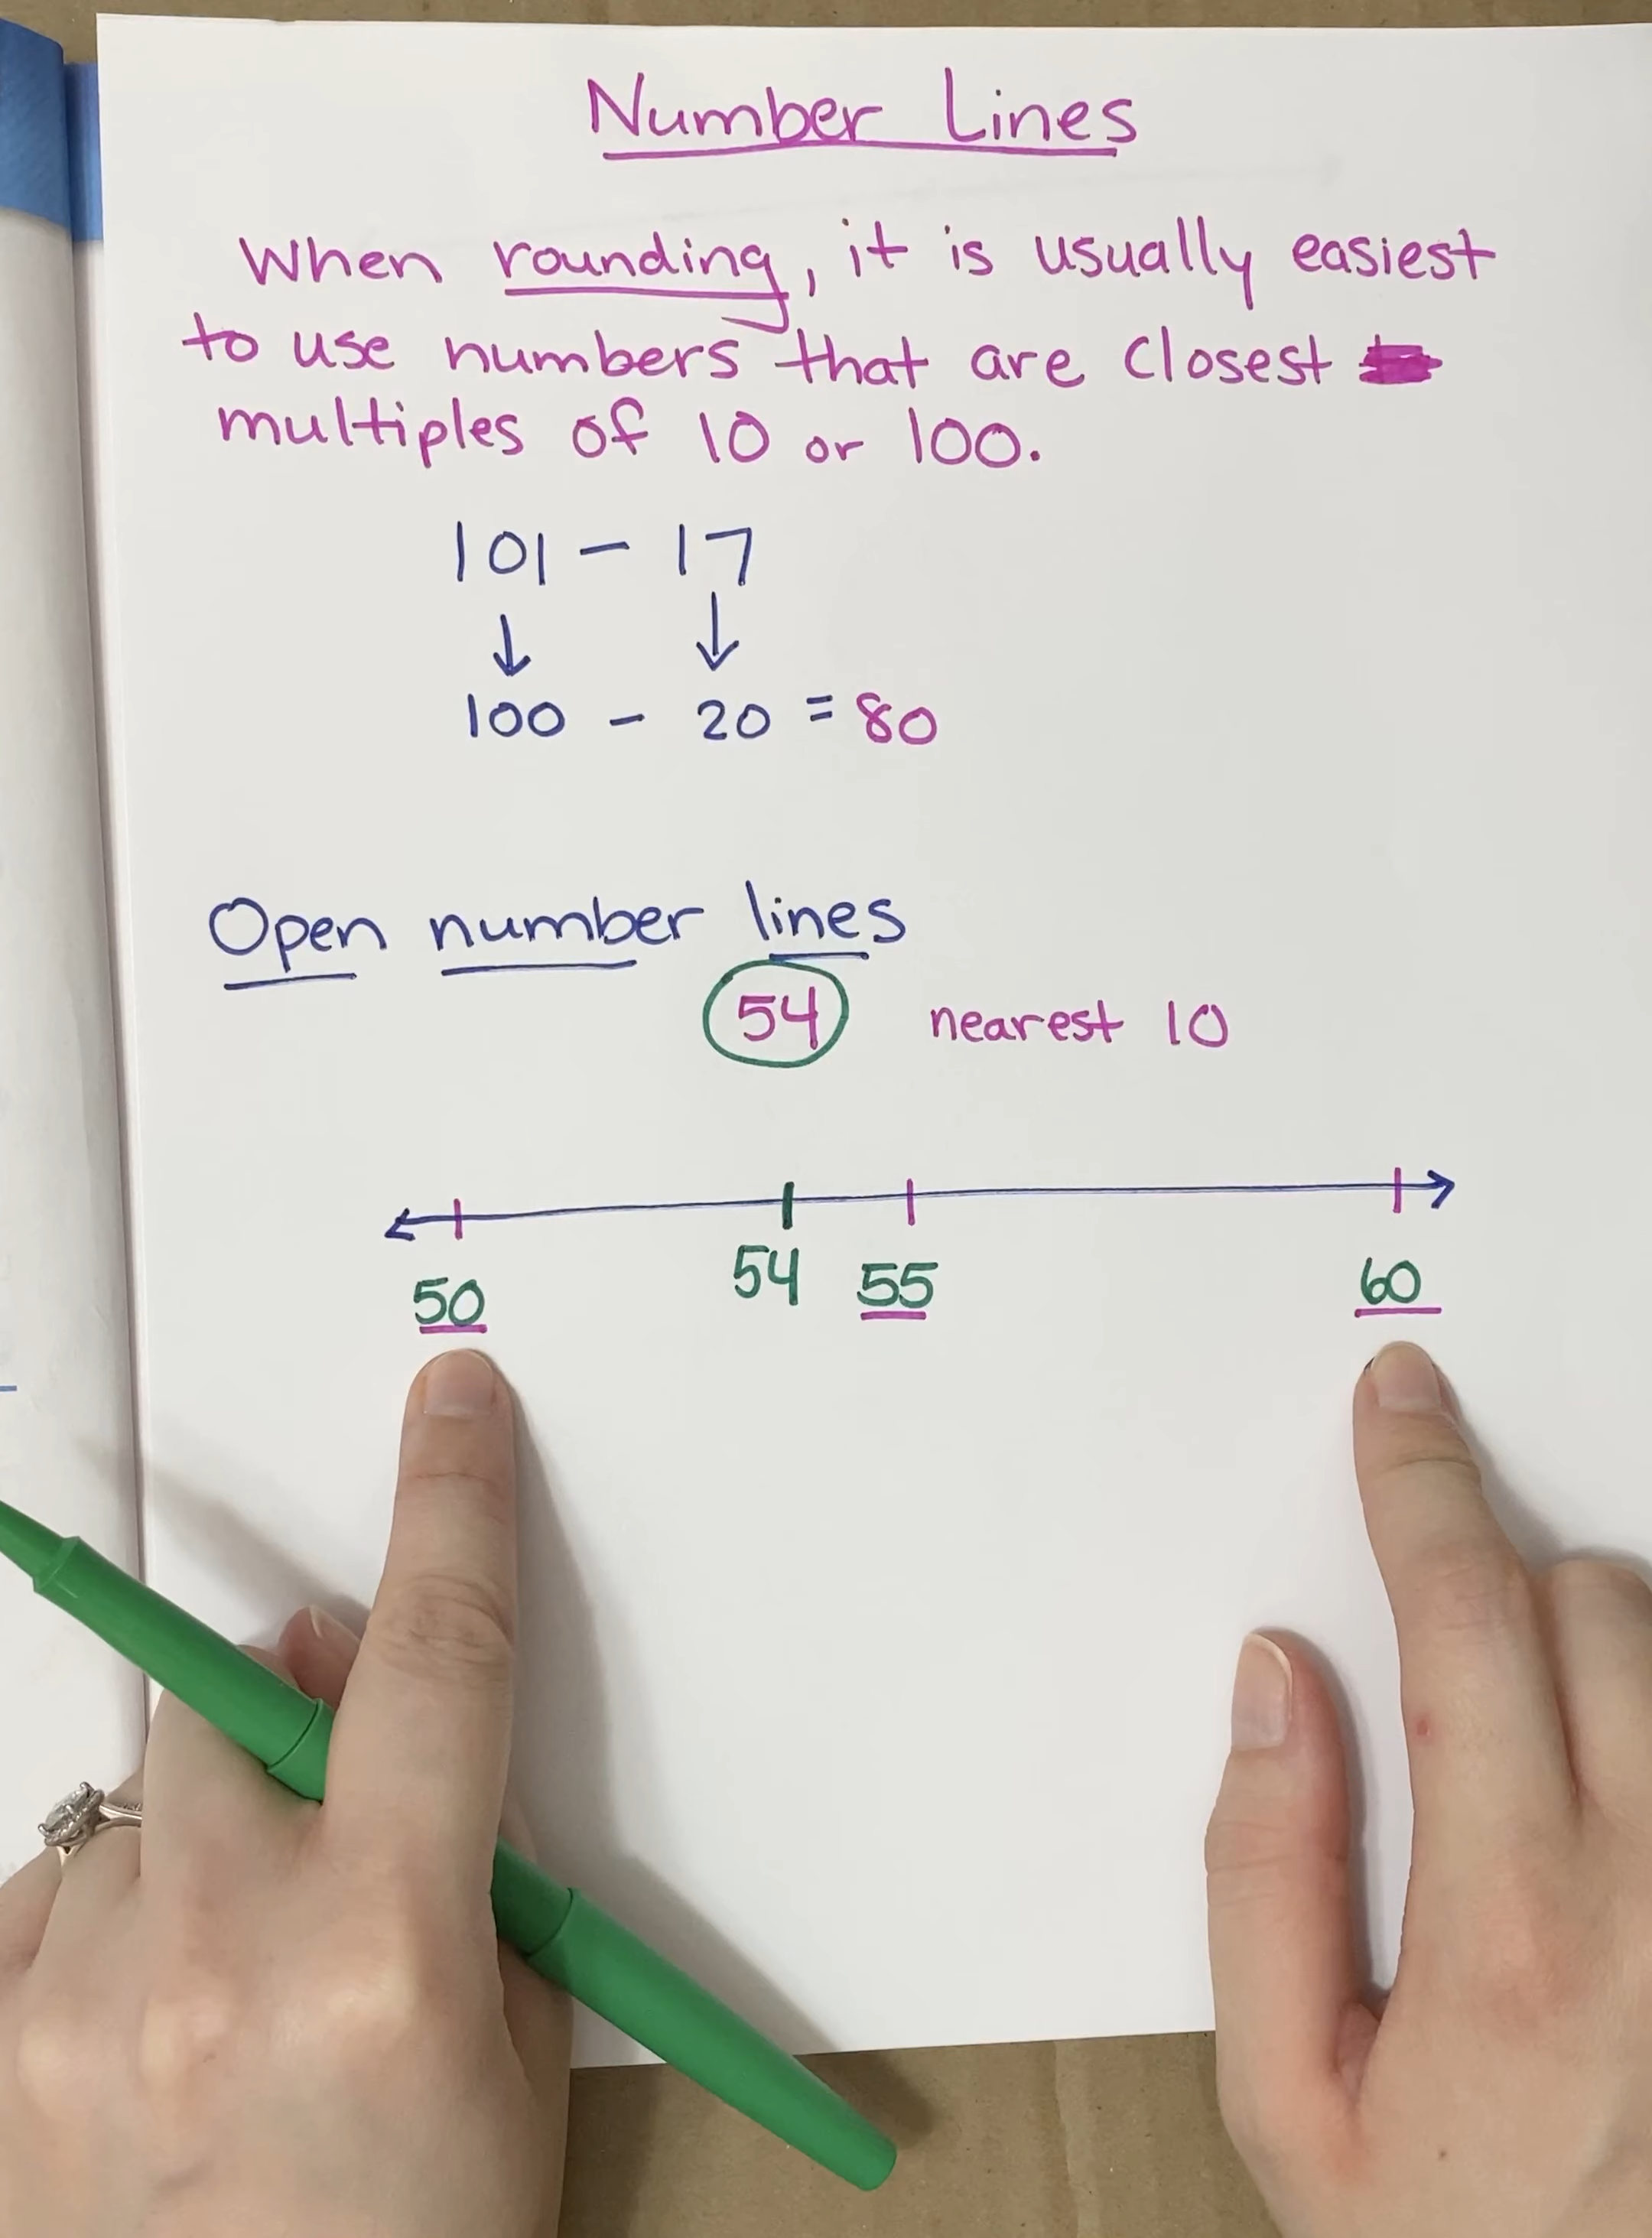 Number Lines
When rounding, it is usually easiest
to use numbers that are closest
multiples of 10 or 100.
101 - 17
↓ ↓
100 - 20 = 80
Open number lines
54 nearest 10
50 54 55 60